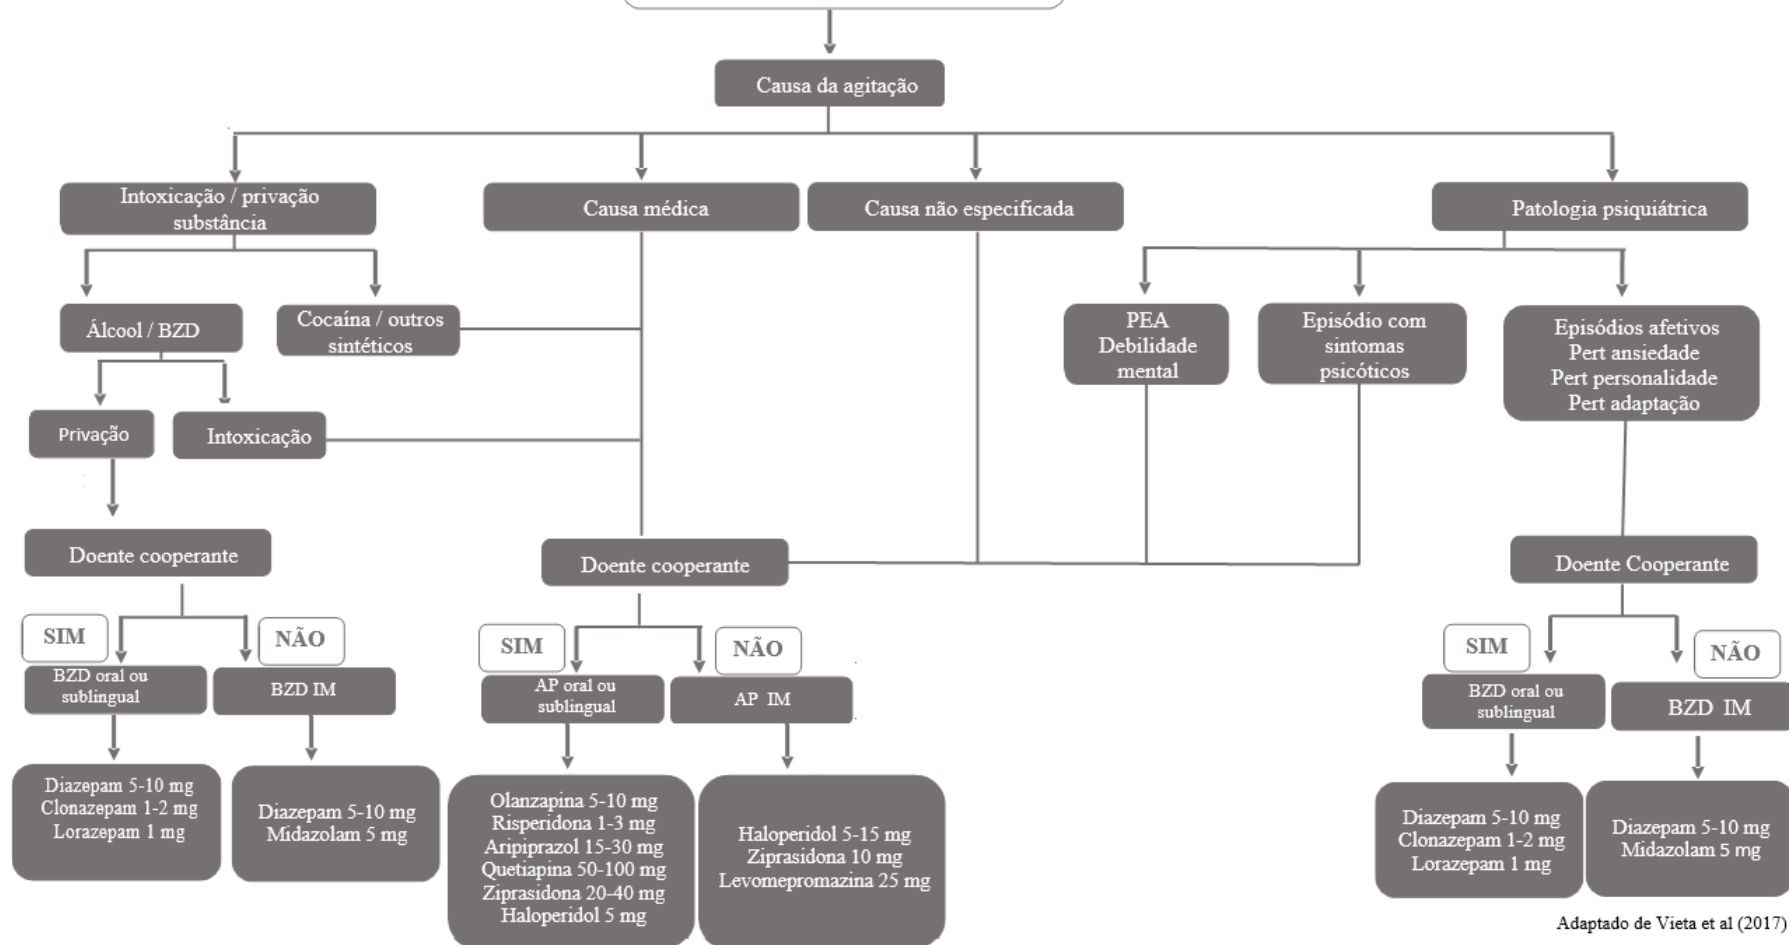 Causa da agitação
Intoxicação / privação
substância
Causa médica
Causa não especificada
Patologia psiquiátrica
Álcool / BZD
Cocaína / outros
sintéticos
PEA
Debilidade
mental
Episódio com
sintomas
psicóticos
Episódios afetivos
Pert ansiedade
Pert personalidade
Pert adaptação
Privação
Intoxicação
Doente cooperante
Doente cooperante
Doente Cooperante
SIM
NÃO
SIM
NÃO
SIM
NÃO
BZD oral ou
sublingual
BZD IM
AP oral ou
sublingual
AP IM
BZD oral ou
sublingual
BZD IM
Diazepam 5-10 mg
Clonazepam 1-2 mg
Lorazepam 1 mg
Diazepam 5-10 mg
Midazolam 5 mg
Olanzapina 5-10 mg
Risperidona 1-3 mg
Aripiprazol 15-30 mg
Quetiapina 50-100 mg
Ziprasidona 20-40 mg
Haloperidol 5 mg
Haloperidol 5-15 mg
Ziprasidona 10 mg
Levomepromazina 25 mg
Diazepam 5-10 mg
Clonazepam 1-2 mg
Lorazepam 1 mg
Diazepam 5-10 mg
Midazolam 5 mg
Adaptado de Vieta et al (2017)